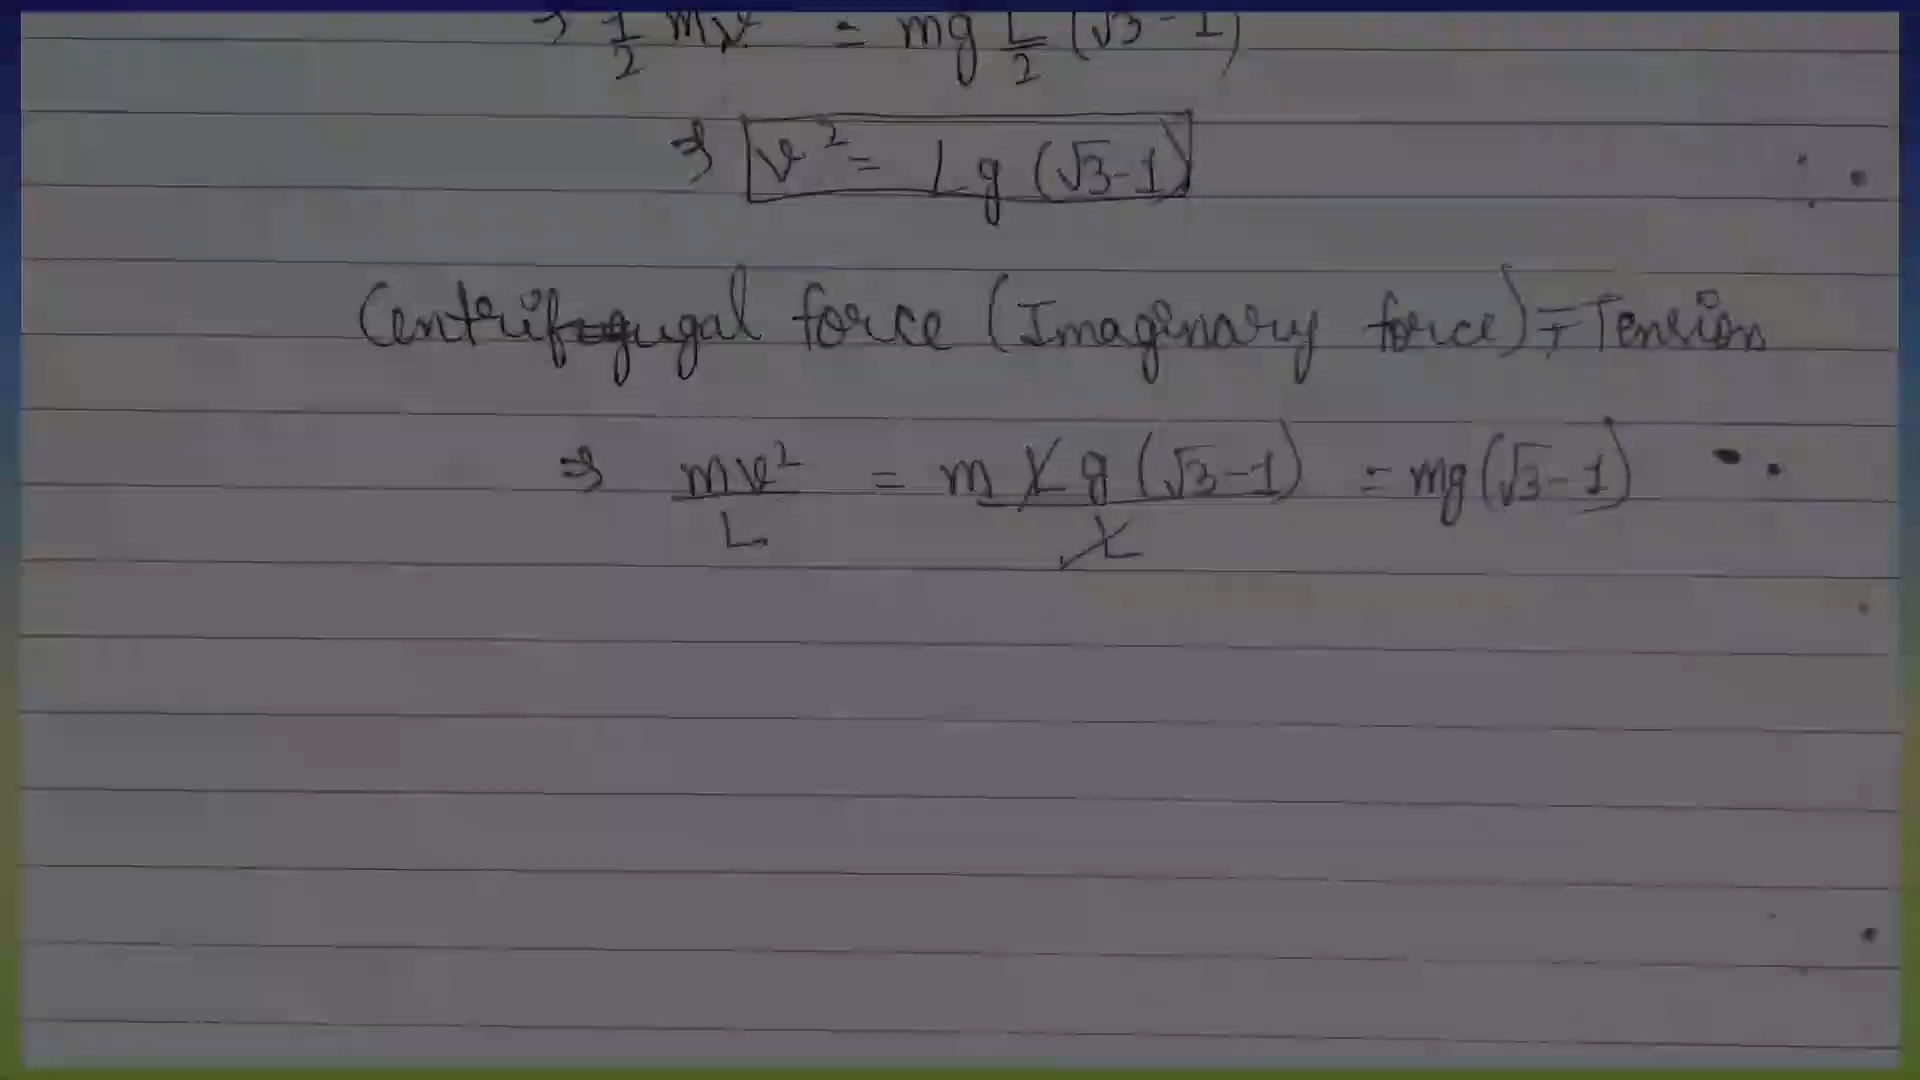 ⇒ 1/2 mv = mg L/2 (√3-1)
⇒ v² = Lg (√3-1)
Centrifugal force (Imaginary force) = Tension
⇒ mv²/L = m L g (√3-1)/L = mg(√3-1)